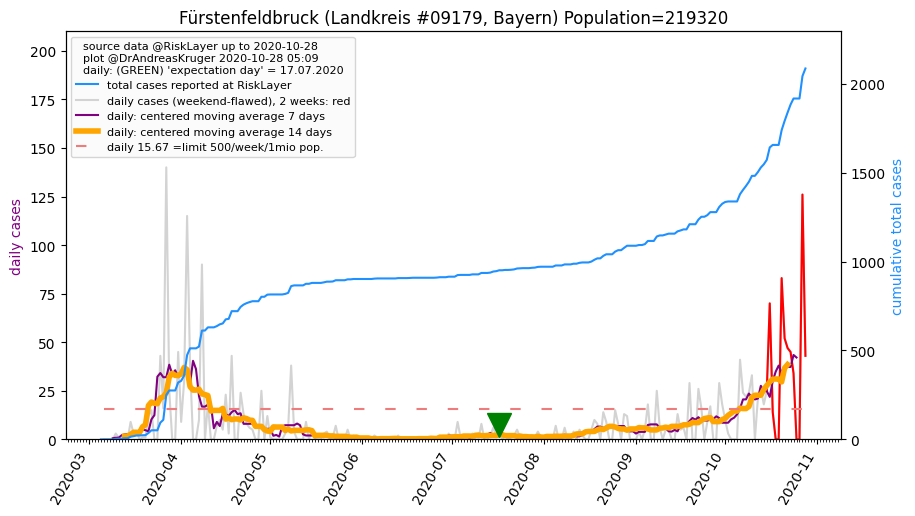 Fürstenfeldbruck (Landkreis #09179, Bayern) Population=219320
source data @RiskLayer up to 2020-10-28
plot @DrAndreasKruger 2020-10-28 05:09
daily: (GREEN) 'expectation day' = 17.07.2020
total cases reported at RiskLayer
daily cases (weekend-flawed), 2 weeks: red
daily: centered moving average 7 days
daily: centered moving average 14 days
daily 15.67 =limit 500/week/1mio pop.
daily cases
200
175
150
125
100
75
50
25
0
cumulative total cases
2000
1500
1000
500
0
2020-03
2020-04
2020-05
2020-06
2020-07
2020-08
2020-09
2020-10
2020-11